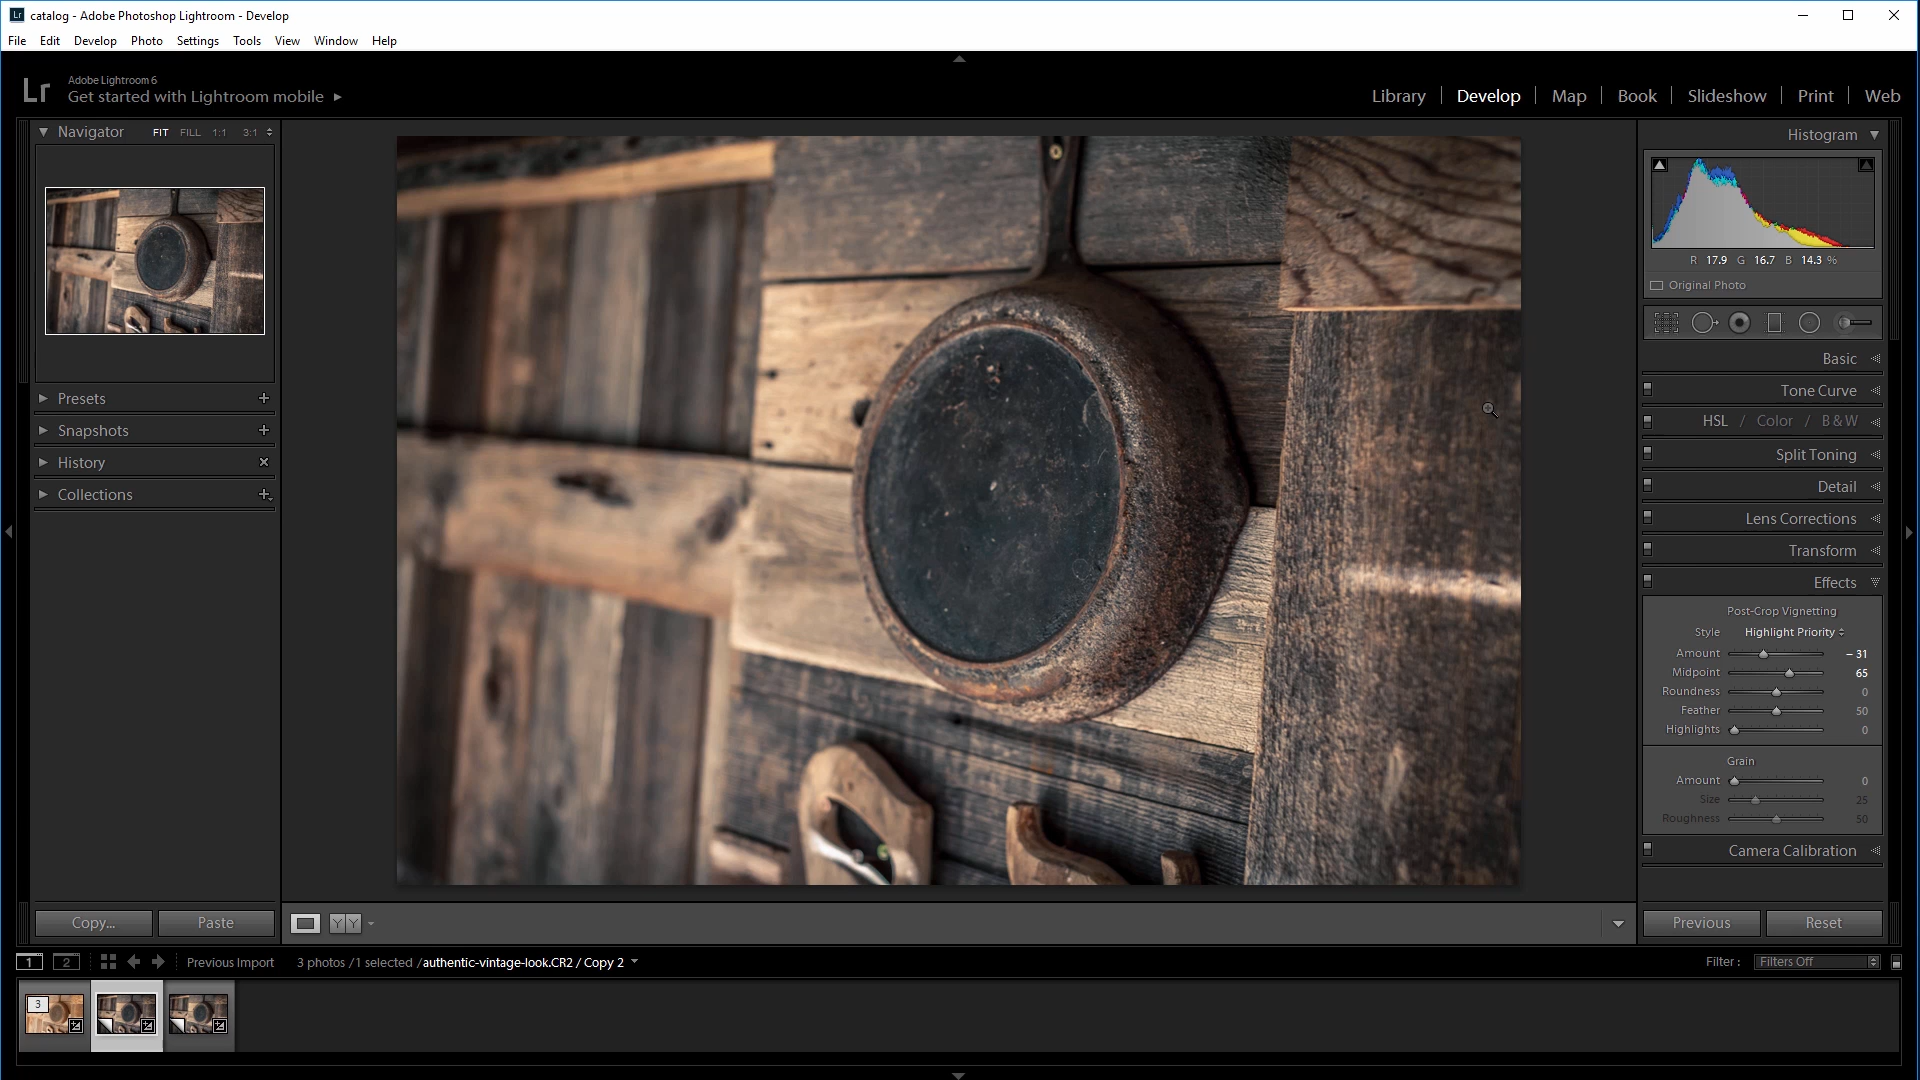 Lr catalog - Adobe Photoshop Lightroom - Develop
File Edit Develop Photo Settings Tools View Window Help
Lr Adobe Lightroom 6
Get started with Lightroom mobile
Library Develop Map Book Slideshow Print Web
Navigator FIT FILL 1:1 3:1
Presets
Snapshots
History
Collections
Copy... Paste
Histogram
R 17.9 G 16.7 B 14.3 %
Original Photo
Basic
Tone Curve
HSL / Color / B & W
Split Toning
Detail
Lens Corrections
Transform
Effects
Post-Crop Vignetting
Style Highlight Priority
Amount – 31
Midpoint 65
Roundness 0
Feather 50
Highlights 0
Grain
Amount 0
Size 25
Roughness 50
Camera Calibration
Previous Reset
Y Y
1 2 Previous Import 3 photos / 1 selected / authentic-vintage-look.CR2 / Copy 2
Filter : Filters Off
3